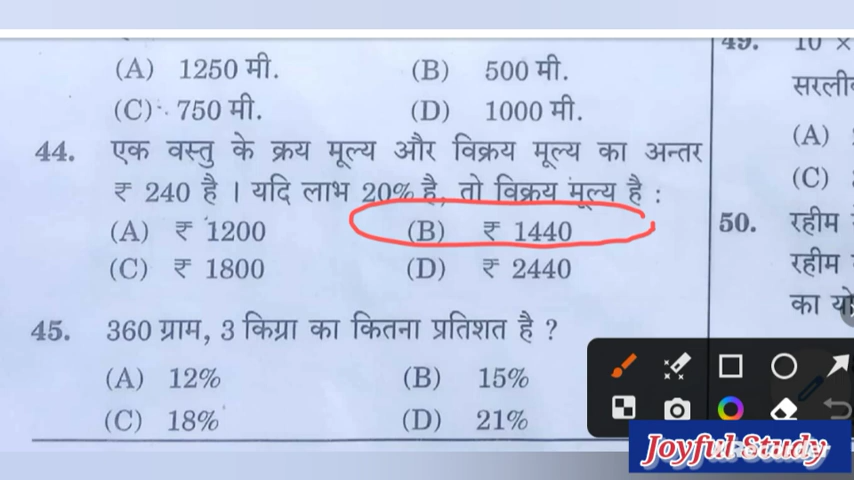 (A) 1250 मी. (B) 500 मी.
(C) 750 मी. (D) 1000 मी.
44. एक वस्तु के क्रय मूल्य और विक्रय मूल्य का अन्तर
₹ 240 है । यदि लाभ 20% है, तो विक्रय मूल्य है :
(A) ₹ 1200 (B) ₹ 1440
(C) ₹ 1800 (D) ₹ 2440
45. 360 ग्राम, 3 किग्रा का कितना प्रतिशत है ?
(A) 12% (B) 15%
(C) 18% (D) 21%
49. 10 ×
(A)
(C)
50. रहीम
रहीम
का
Joyful Study